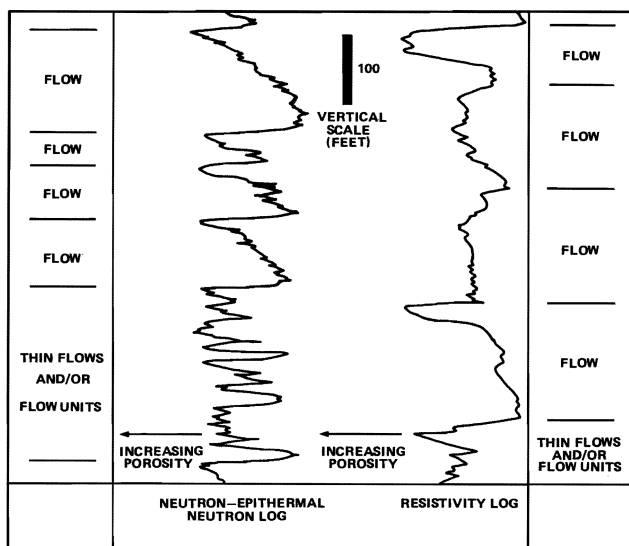 FLOW
FLOW
FLOW
FLOW
THIN FLOWS
AND/OR
FLOW UNITS
100
VERTICAL
SCALE
(FEET)
INCREASING
POROSITY
INCREASING
POROSITY
FLOW
FLOW
FLOW
FLOW
THIN FLOWS
AND/OR
FLOW UNITS
NEUTRON–EPITHERMAL
NEUTRON LOG
RESISTIVITY LOG